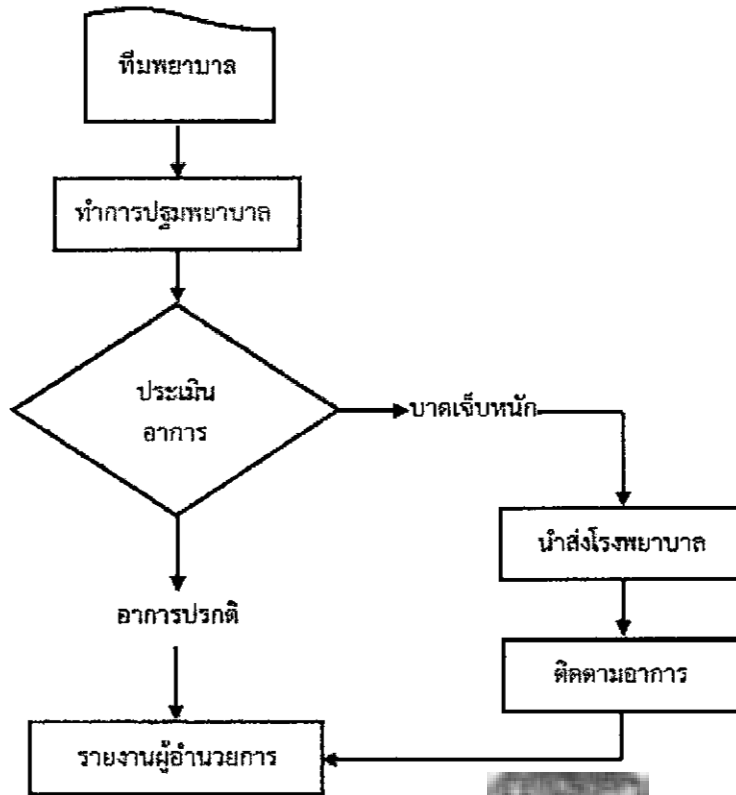 ทีมพยาบาล
ทำการปฐมพยาบาล
ประเมิน
อาการ
บาดเจ็บหนัก
นำส่งโรงพยาบาล
อาการปรกติ
ติดตามอาการ
รายงานผู้อำนวยการ